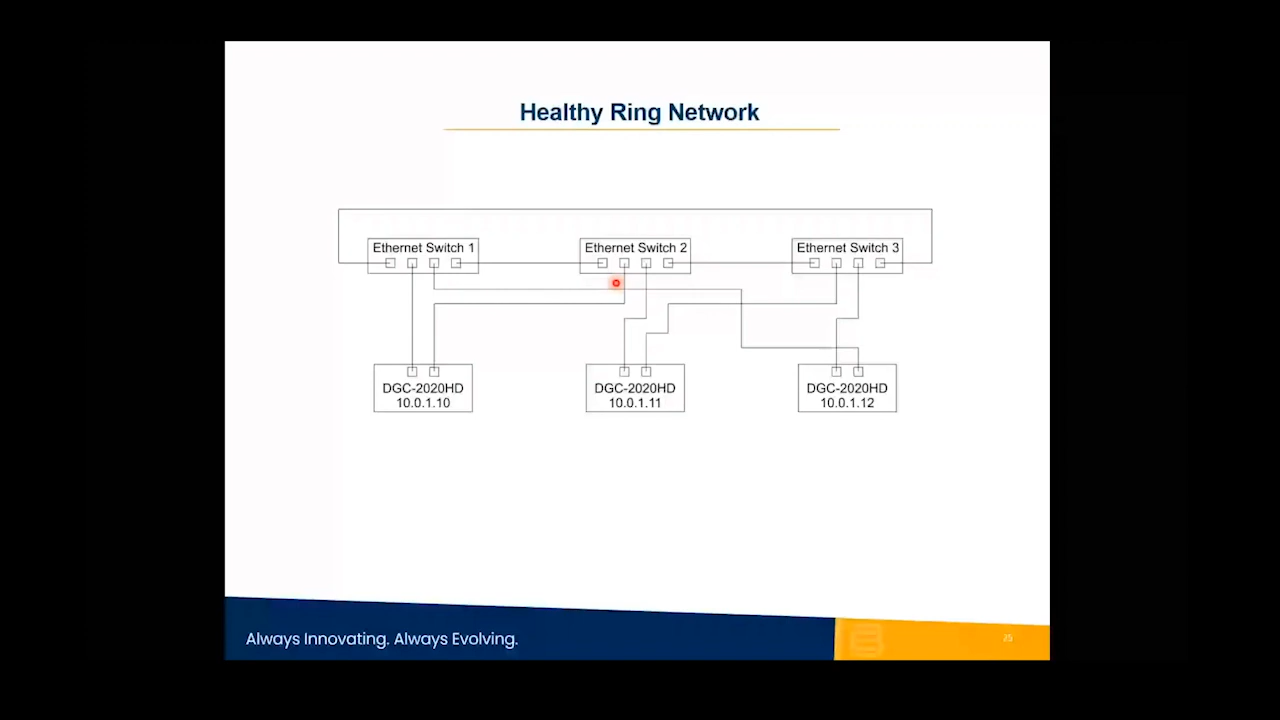 Healthy Ring Network
Ethernet Switch 1
Ethernet Switch 2
Ethernet Switch 3
DGC-2020HD
10.0.1.10
DGC-2020HD
10.0.1.11
DGC-2020HD
10.0.1.12
Always Innovating. Always Evolving.